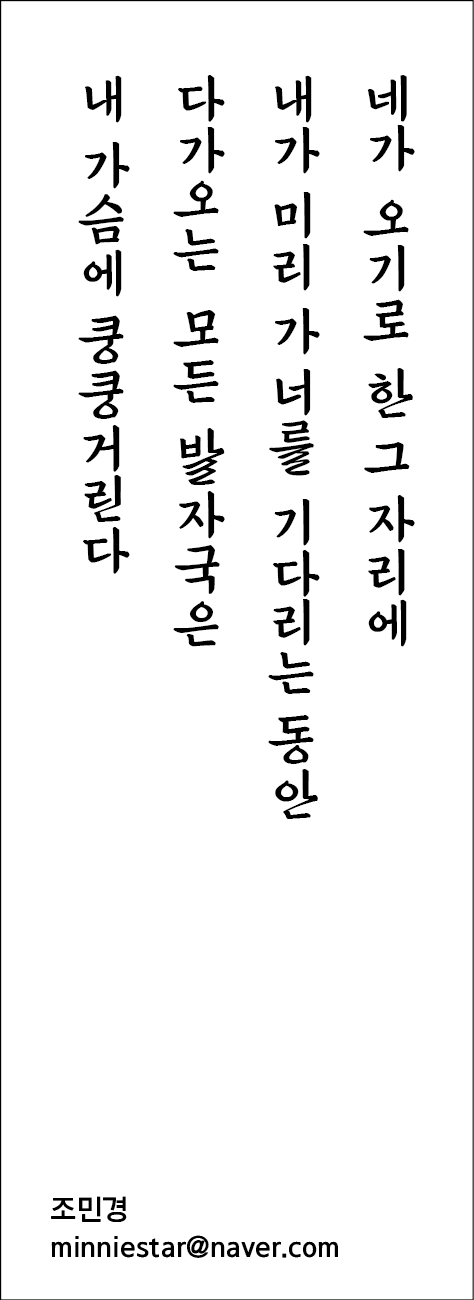 네가 오기로 한 그 자리에
내가 미리 가 너를 기다리는 동안
다가오는 모든 발자국은
내 가슴에 쿵쿵거린다
조민경
minniestar@naver.com